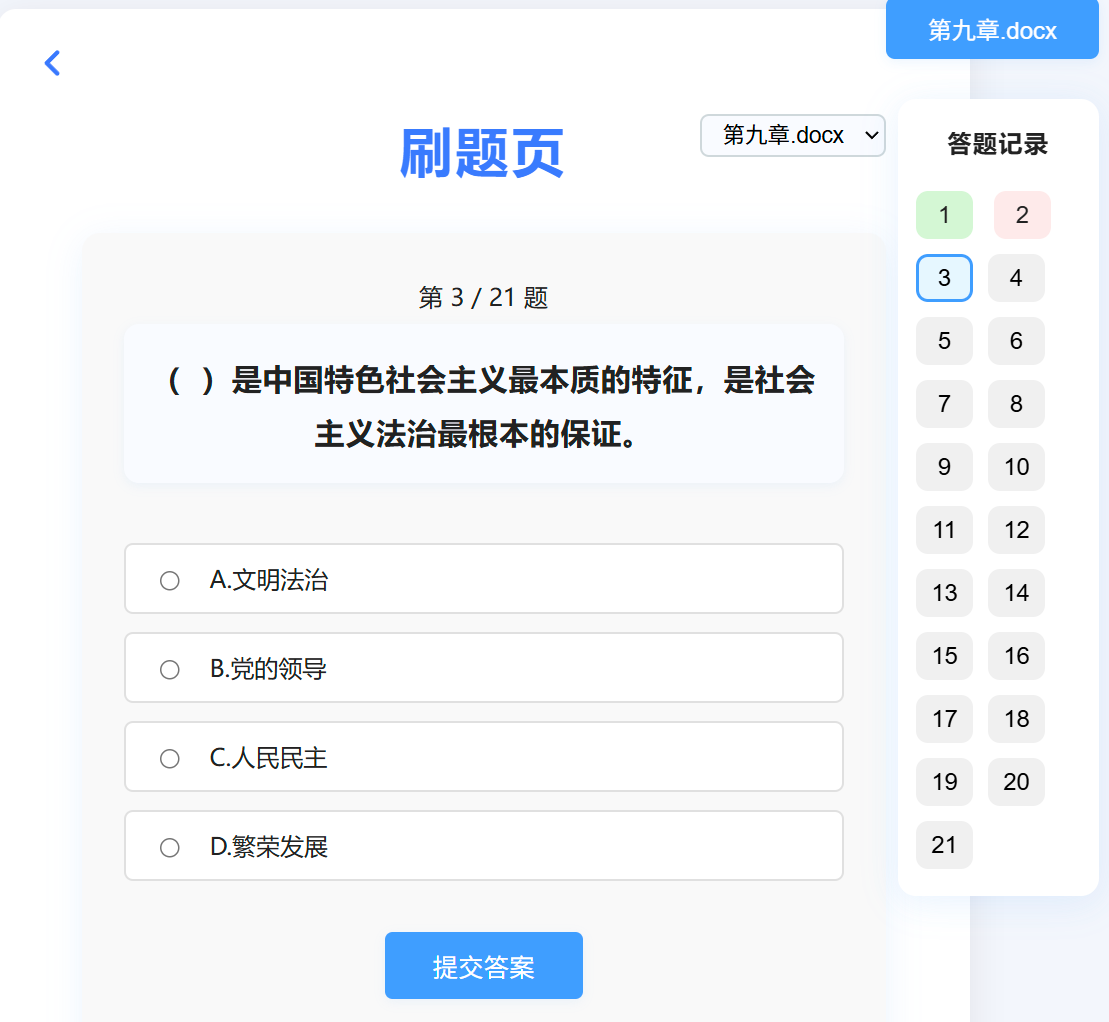 第九章.docx
刷题页
第九章.docx
第 3 / 21 题
（ ）是中国特色社会主义最本质的特征，是社会
主义法治最根本的保证。
A.文明法治
B.党的领导
C.人民民主
D.繁荣发展
提交答案
答题记录
1 2
3 4
5 6
7 8
9 10
11 12
13 14
15 16
17 18
19 20
21